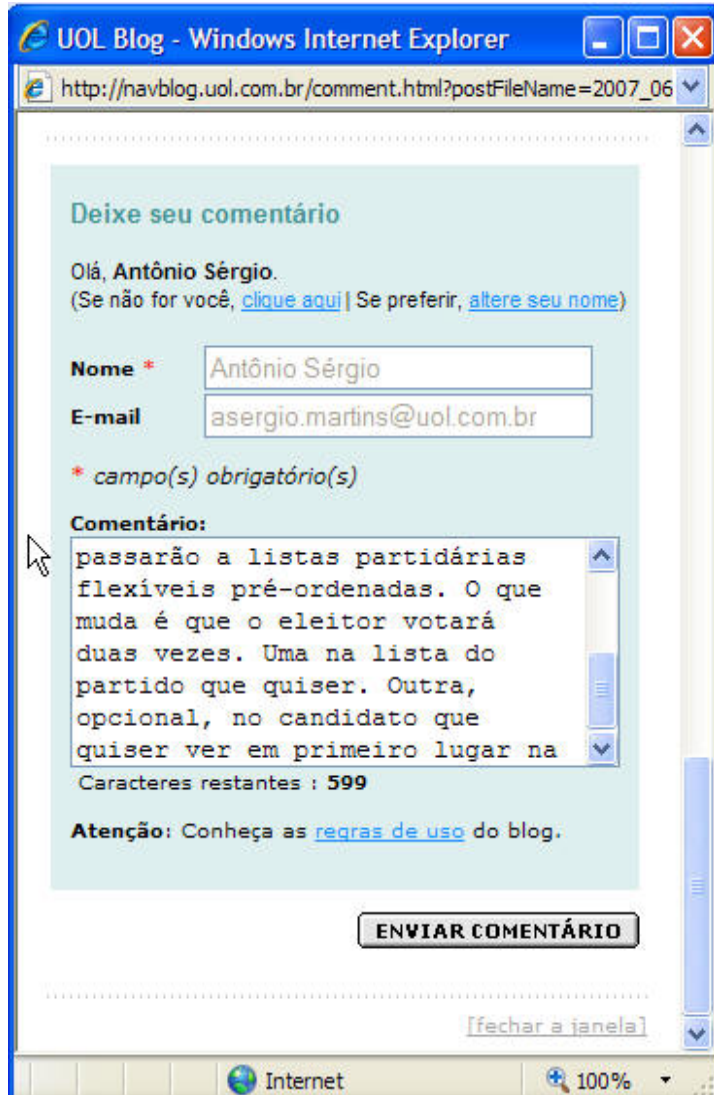 UOL Blog - Windows Internet Explorer
http://navblog.uol.com.br/comment.html?postFileName=2007_06
Deixe seu comentário
Olá, Antônio Sérgio.
(Se não for você, clique aqui | Se preferir, altere seu nome)
Nome * Antônio Sérgio
E-mail asergio.martins@uol.com.br
* campo(s) obrigatório(s)
Comentário:
passarão a listas partidárias
flexíveis pré-ordenadas. O que
muda é que o eleitor votará
duas vezes. Uma na lista do
partido que quiser. Outra,
opcional, no candidato que
quiser ver em primeiro lugar na
Caracteres restantes : 599
Atenção: Conheça as regras de uso do blog.
ENVIAR COMENTÁRIO
[fechar a janela]
Internet 100%